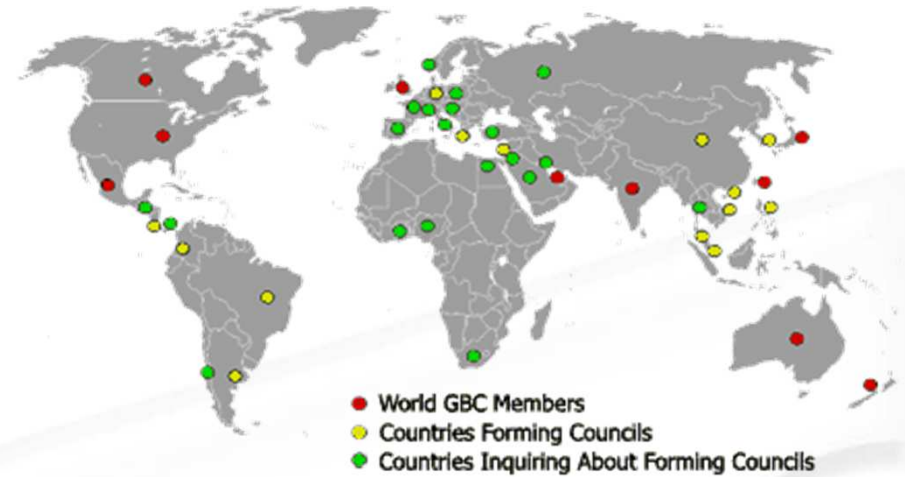 World GBC Members
Countries Forming Councils
Countries Inquiring About Forming Councils